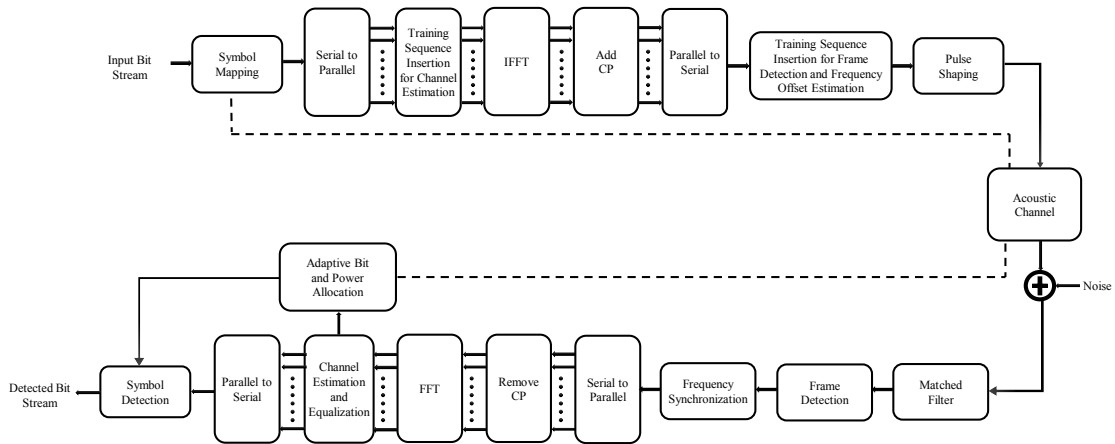 Input Bit
Stream
Symbol
Mapping
Serial to
Parallel
Training
Sequence
Insertion
for Channel
Estimation
IFFT
Add
CP
Parallel to
Serial
Training Sequence
Insertion for Frame
Detection and Frequency
Offset Estimation
Pulse
Shaping
Acoustic
Channel
Noise
Adaptive Bit
and Power
Allocation
Detected Bit
Stream
Symbol
Detection
Parallel to
Serial
Channel
Estimation
and
Equalization
FFT
Remove
CP
Serial to
Parallel
Frequency
Synchronization
Frame
Detection
Matched
Filter